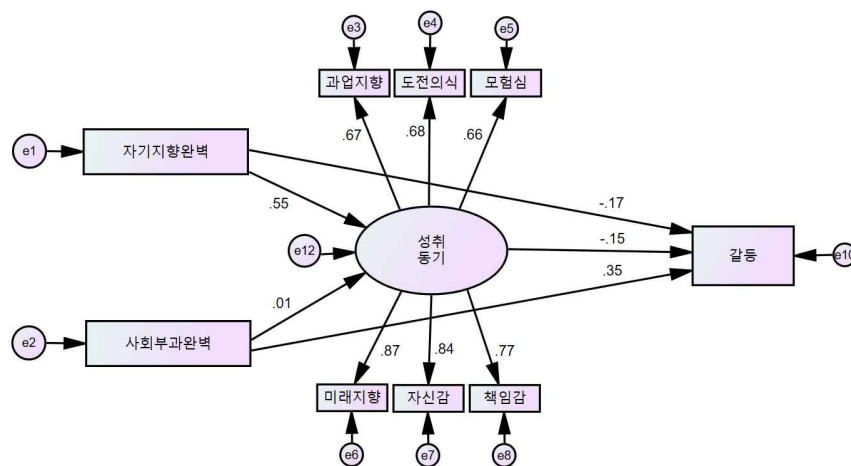 e3
e4
e5
과업지향
도전의식
모험심
.67
.68
.66
e1
자기지향완벽
.55
-.17
e12
성취
동기
-.15
갈등
e10
.35
.01
e2
사회부과완벽
.87
.84
.77
미래지향
자신감
책임감
e6
e7
e8